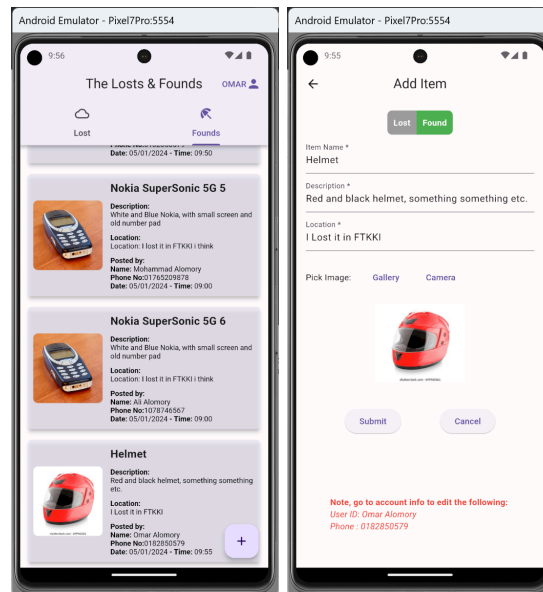 Android Emulator - Pixel7Pro:5554
9:56
The Losts & Founds
OMAR
Lost
Founds
Date: 05/01/2024 - Time: 09:50
Nokia SuperSonic 5G 5
Description:
White and Blue Nokia, with small screen and
old number pad
Location:
Location: I lost it in FTKKI i think
Posted by:
Name: Mohammad Alomory
Phone No:01765209878
Date: 05/01/2024 - Time: 09:00
Nokia SuperSonic 5G 6
Description:
White and Blue Nokia, with small screen and
old number pad
Location:
Location: I lost it in FTKKI i think
Posted by:
Name: Ali Alomory
Phone No:1078746567
Date: 05/01/2024 - Time: 09:00
Helmet
Description:
Red and black helmet, something something
etc.
Location:
I Lost it in FTKKI
Posted by:
Name: Omar Alomory
Phone No:0182850579
Date: 05/01/2024 - Time: 09:55
+
Android Emulator - Pixel7Pro:5554
9:55
Add Item
Lost Found
Item Name *
Helmet
Description *
Red and black helmet, something something etc.
Location *
I Lost it in FTKKI
Pick Image: Gallery Camera
Submit Cancel
Note, go to account info to edit the following:
User ID: Omar Alomory
Phone : 0182850579